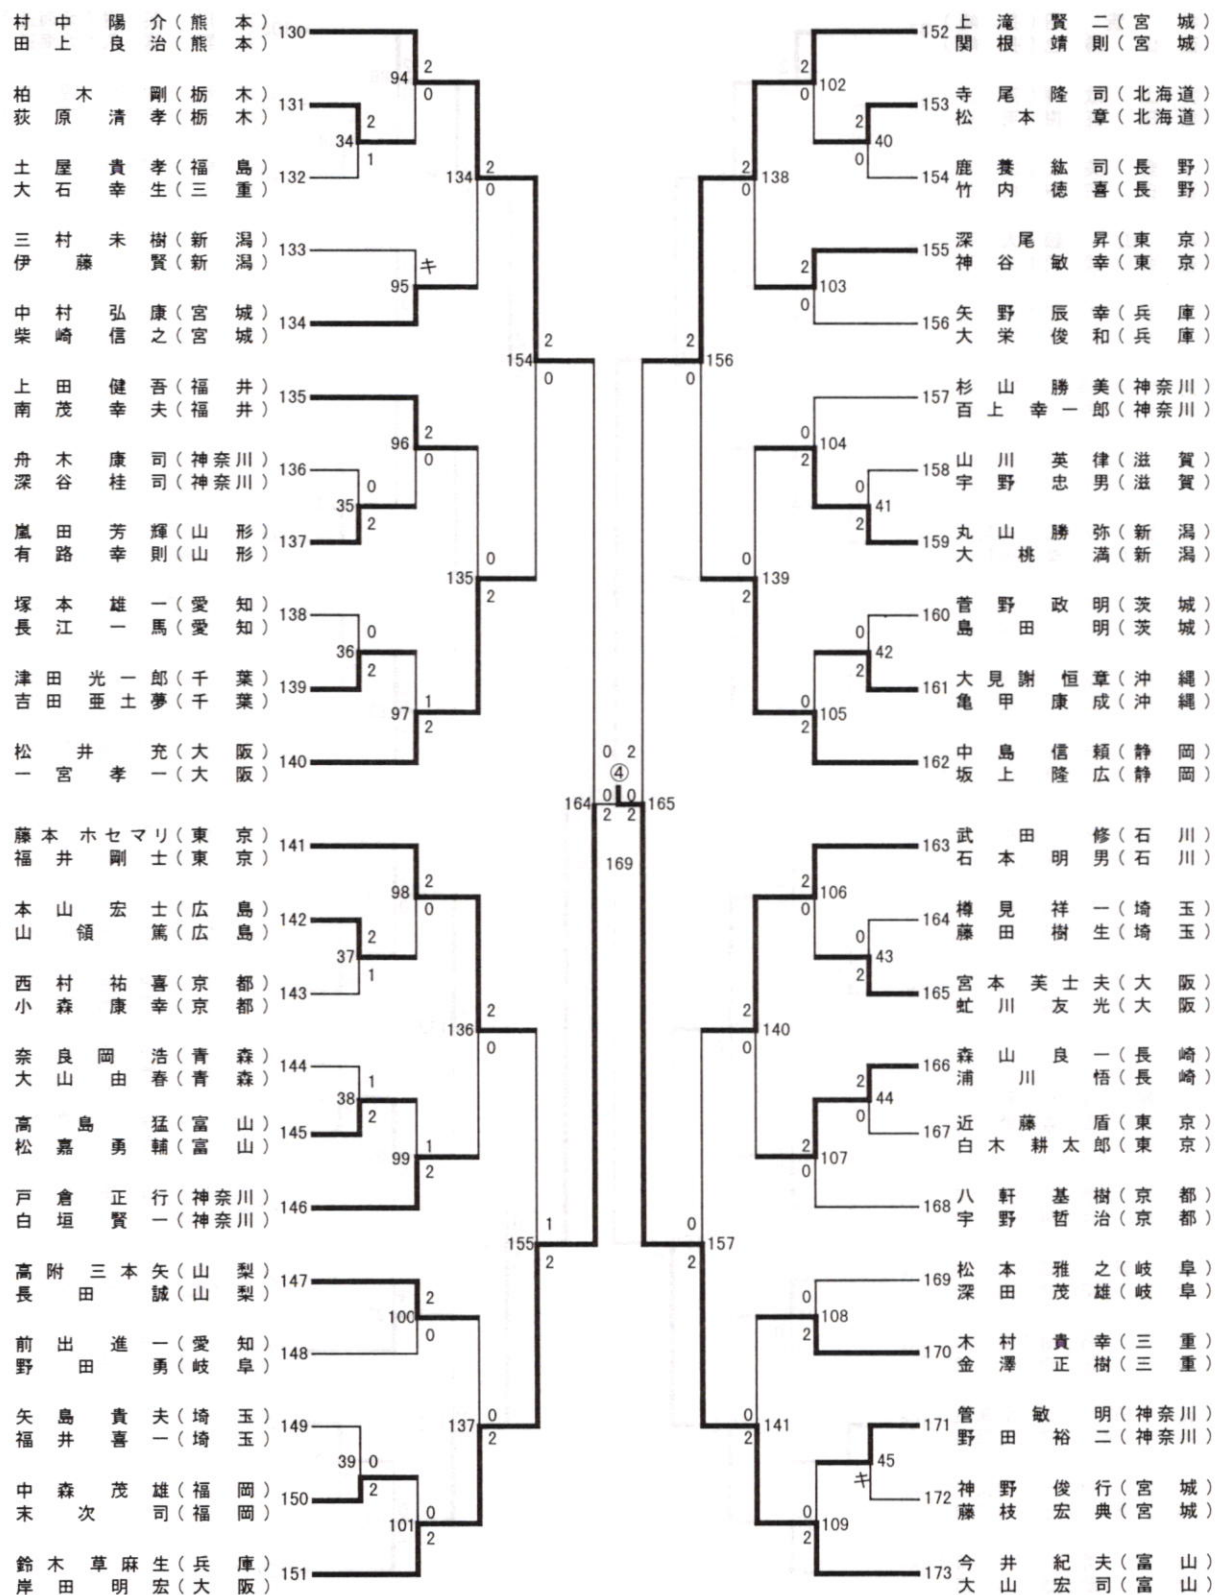 村中陽介(熊本)
田上良治(熊本)
130
柏木剛(栃木)
荻原清孝(栃木)
131
土屋貴孝(福島)
大石幸生(三重)
132
三村未樹(新潟)
伊藤賢(新潟)
133
中村弘康(宮城)
柴崎信之(宮城)
134
上田健吾(福井)
南茂幸夫(福井)
135
舟木康司(神奈川)
深谷桂司(神奈川)
136
嵐田芳輝(山形)
有路幸則(山形)
137
塚本雄一(愛知)
長江一馬(愛知)
138
津田光一郎(千葉)
吉田亜土夢(千葉)
139
松井充(大阪)
一宮孝一(大阪)
140
藤本ホセマリ(東京)
福井剛士(東京)
141
本山宏士(広島)
山領篤(広島)
142
西村祐喜(京都)
小森康幸(京都)
143
奈良岡浩(青森)
大山由春(青森)
144
高島猛(富山)
松嘉勇輔(富山)
145
戸倉正行(神奈川)
白垣賢一(神奈川)
146
高附三本矢(山梨)
長田誠(山梨)
147
前出進一(愛知)
野田勇(岐阜)
148
矢島貴夫(埼玉)
福井喜一(埼玉)
149
中森茂雄(福岡)
末次司(福岡)
150
鈴木草麻生(兵庫)
岸田明宏(大阪)
151
94 2 0
34 2 1
134 2 0
95 キ
154 2 0
96 2 0
35 0 2
135 0 2
36 0 2
97 1 2
164 0 2
98 2 0
37 2 1
136 2 0
38 1 2
99 1 2
155 1 2
100 2 0
137 0 2
39 0 2
101 0 2
0 2
④
0 0
2 2
169
152
上滝賢二(宮城)
関根靖則(宮城)
153
寺尾隆司(北海道)
松本章(北海道)
154
鹿養紘司(長野)
竹内徳喜(長野)
155
深尾昇(東京)
神谷敏幸(東京)
156
矢野辰幸(兵庫)
大栄俊和(兵庫)
157
杉山勝美(神奈川)
百上幸一郎(神奈川)
158
山川英律(滋賀)
宇野忠男(滋賀)
159
丸山勝弥(新潟)
大桃満(新潟)
160
菅野政明(茨城)
島田明(茨城)
161
大見謝恒章(沖縄)
亀甲康成(沖縄)
162
中島信頼(静岡)
坂上隆広(静岡)
163
武田修(石川)
石本明男(石川)
164
樽見祥一(埼玉)
藤田樹生(埼玉)
165
宮本芙士夫(大阪)
虻川友光(大阪)
166
森山良一(長崎)
浦川悟(長崎)
167
近藤盾(東京)
白木耕太郎(東京)
168
八軒基樹(京都)
宇野哲治(京都)
169
松本雅之(岐阜)
深田茂雄(岐阜)
170
木村貴幸(三重)
金澤正樹(三重)
171
管敏明(神奈川)
野田裕二(神奈川)
172
神野俊行(宮城)
藤枝宏典(宮城)
173
今井紀夫(富山)
大山宏司(富山)
2 0 102
2 0 40
2 0 138
2 0 103
2 0 156
0 2 104
0 2 41
0 2 139
0 2 42
0 2 105
165
2 0 106
0 2 43
2 0 140
2 0 44
2 0 107
0 2 157
0 2 108
0 2 141
キ 45
0 2 109